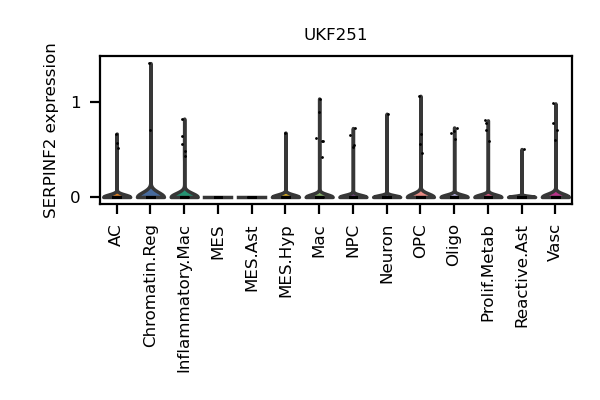 UKF251
SERPINF2 expression
1
0
AC
Chromatin.Reg
Inflammatory.Mac
MES
MES.Ast
MES.Hyp
Mac
NPC
Neuron
OPC
Oligo
Prolif.Metab
Reactive.Ast
Vasc